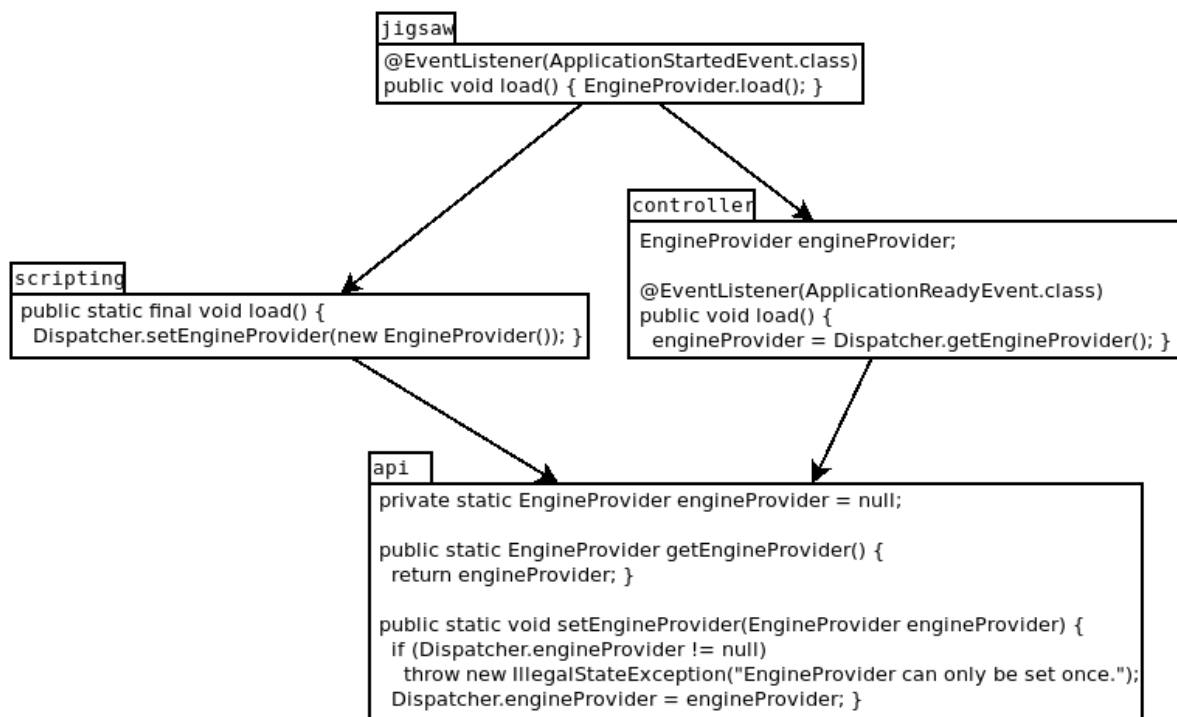 jigsaw
@EventListener(ApplicationStartedEvent.class)
public void load() { EngineProvider.load(); }
controller
EngineProvider engineProvider;
@EventListener(ApplicationReadyEvent.class)
public void load() {
engineProvider = Dispatcher.getEngineProvider(); }
scripting
public static final void load() {
Dispatcher.setEngineProvider(new EngineProvider()); }
api
private static EngineProvider engineProvider = null;
public static EngineProvider getEngineProvider() {
return engineProvider; }
public static void setEngineProvider(EngineProvider engineProvider) {
if (Dispatcher.engineProvider != null)
throw new IllegalStateException("EngineProvider can only be set once.");
Dispatcher.engineProvider = engineProvider; }